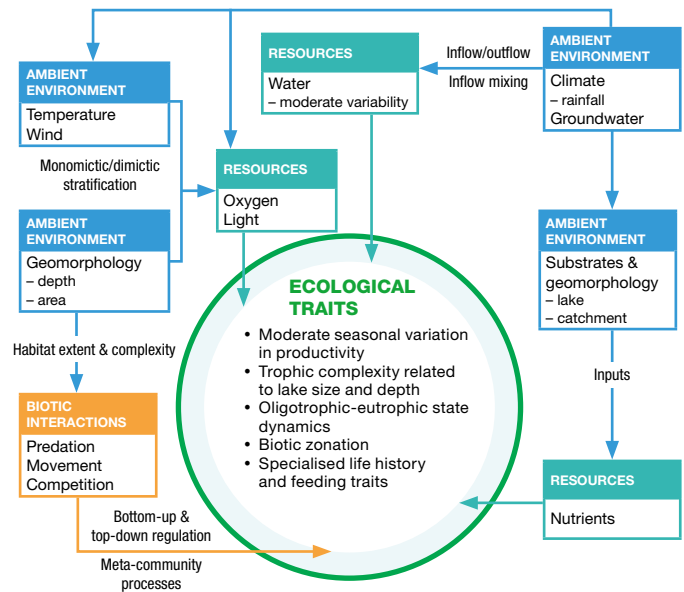 AMBIENT
ENVIRONMENT
Temperature
Wind
RESOURCES
Water
– moderate variability
Inflow/outflow
Inflow mixing
AMBIENT ENVIRONMENT
Climate
– rainfall
Groundwater
Monomictic/dimictic
stratification
RESOURCES
Oxygen
Light
AMBIENT
ENVIRONMENT
Geomorphology
– depth
– area
AMBIENT
ENVIRONMENT
Substrates &
geomorphology
– lake
– catchment
Habitat extent & complexity
Inputs
ECOLOGICAL
TRAITS
• Moderate seasonal variation
in productivity
• Trophic complexity related
to lake size and depth
• Oligotrophic-eutrophic state
dynamics
• Biotic zonation
• Specialised life history
and feeding traits
BIOTIC
INTERACTIONS
Predation
Movement
Competition
RESOURCES
Nutrients
Bottom-up &
top-down regulation
Meta-community
processes